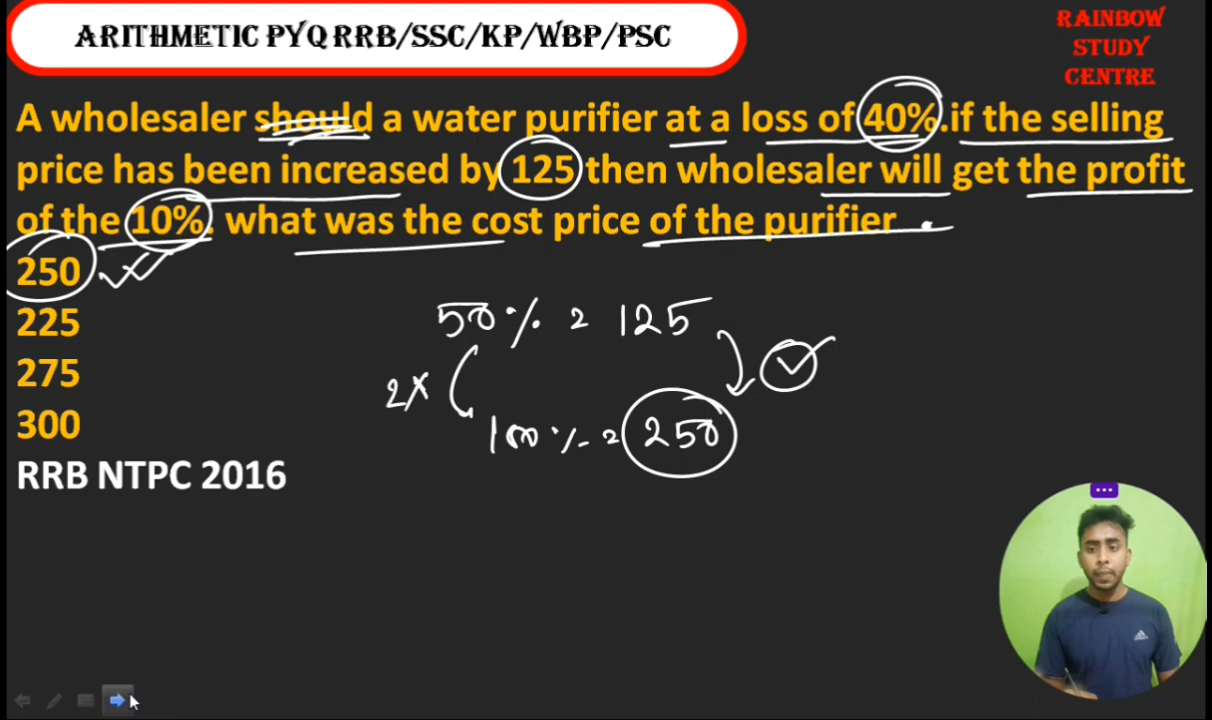 ARITHMETIC PYQ RRB/SSC/KP/WBP/PSC
RAINBOW
STUDY
CENTRE
A wholesaler should a water purifier at a loss of 40%.if the selling
price has been increased by 125 then wholesaler will get the profit
of the 10%. what was the cost price of the purifier .
250
225
275
300
RRB NTPC 2016
50% = 125
2x
100% = 250